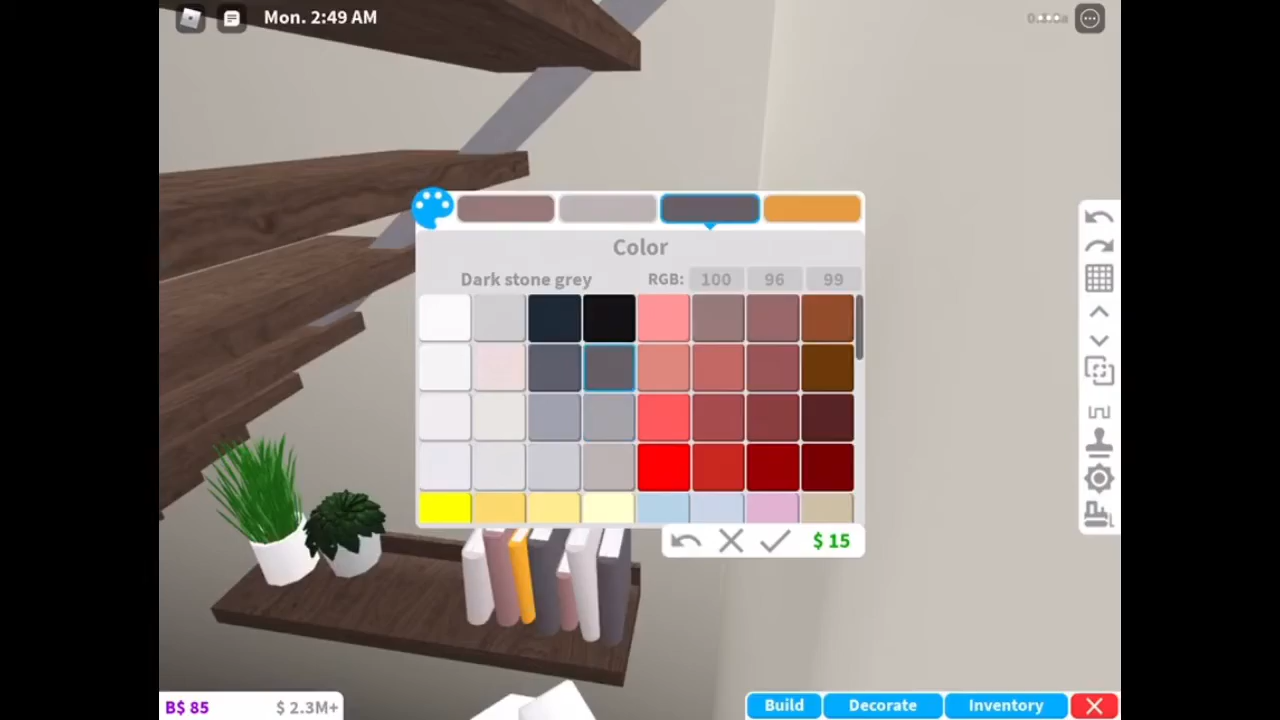 Mon. 2:49 AM
Color
Dark stone grey RGB: 100 96 99
$ 15
B$ 85 $ 2.3M+
Build Decorate Inventory